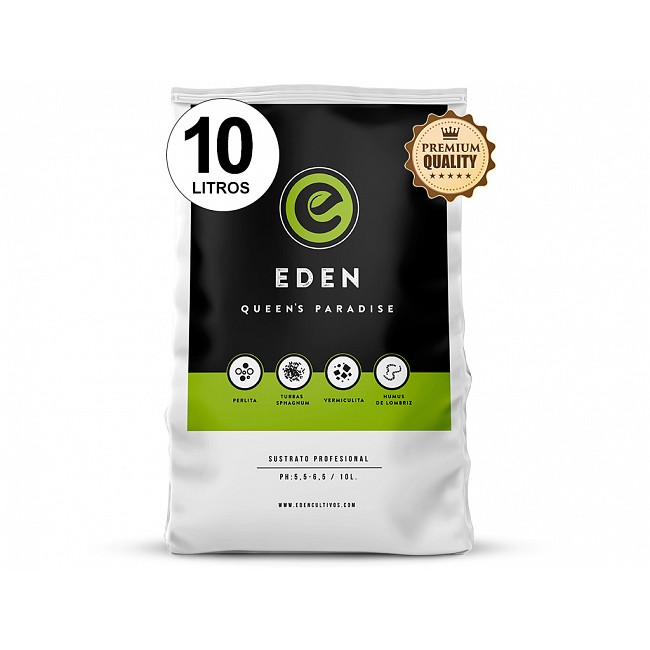 10
LITROS
PREMIUM
QUALITY
e
EDEN
QUEEN'S PARADISE
PERLITA
TURBAS
SPHAGNUM
VERMICULITA
HUMUS
DE LOMBRIZ
SUSTRATO PROFESIONAL
PH:5,5-6,5 / 10L.
WWW.EDENCULTIVOS.COM